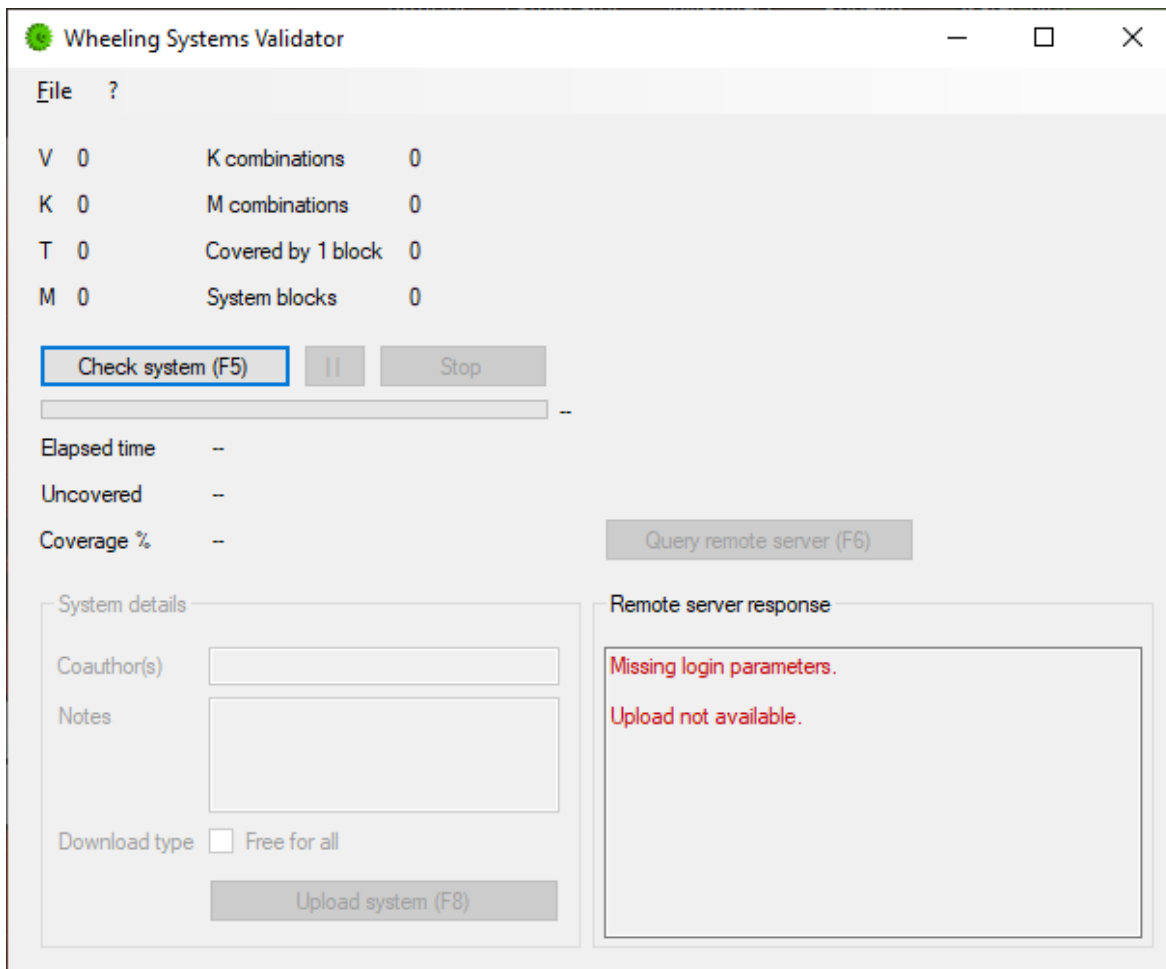 Wheeling Systems Validator
File ?
V 0 K combinations 0
K 0 M combinations 0
T 0 Covered by 1 block 0
M 0 System blocks 0
Check system (F5) || Stop
--
Elapsed time --
Uncovered --
Coverage % -- Query remote server (F6)
System details
Coauthor(s)
Notes
Download type Free for all
Upload system (F8)
Remote server response
Missing login parameters.
Upload not available.